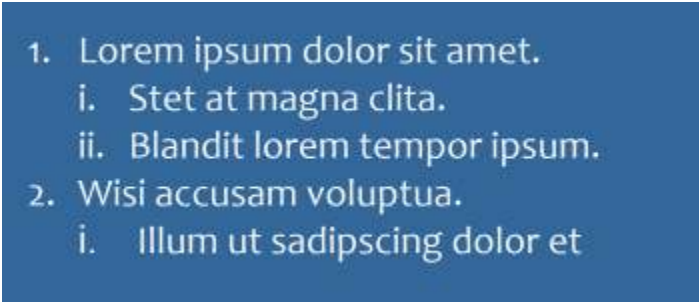 1. Lorem ipsum dolor sit amet.
i. Stet at magna clita.
ii. Blandit lorem tempor ipsum.
2. Wisi accusam voluptua.
i. Illum ut sadipscing dolor et